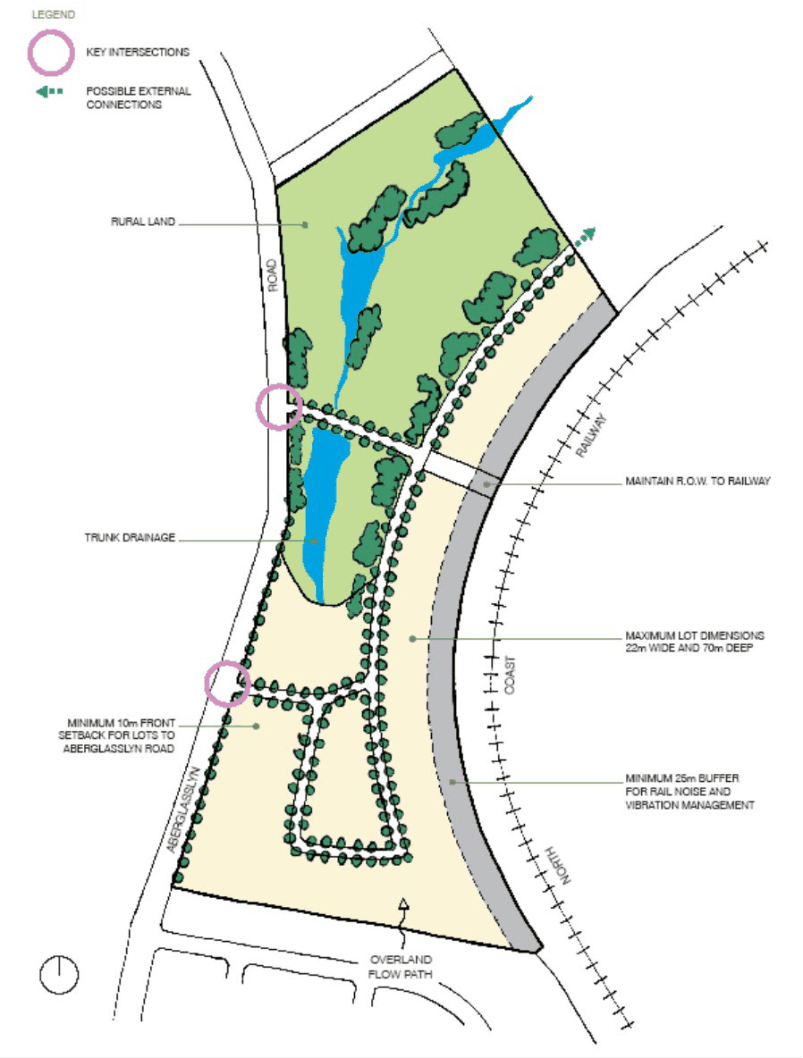 LEGEND
KEY INTERSECTIONS
POSSIBLE EXTERNAL
CONNECTIONS
RURAL LAND
ROAD
RAILWAY
MAINTAIN R.O.W. TO RAILWAY
TRUNK DRAINAGE
MAXIMUM LOT DIMENSIONS
22m WIDE AND 70m DEEP
COAST
MINIMUM 10m FRONT
SETBACK FOR LOTS TO
ABERGLASSLYN ROAD
MINIMUM 25m BUFFER
FOR RAIL NOISE AND
VIBRATION MANAGEMENT
ABERGLASSLYN
NORTH
OVERLAND
FLOW PATH